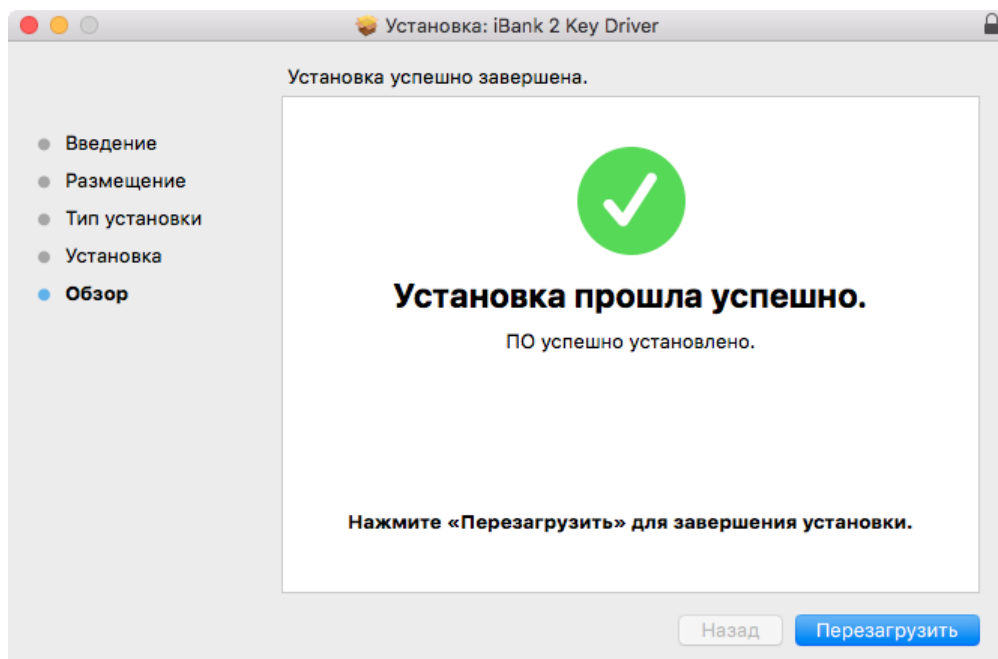 Установка: iBank 2 Key Driver
Установка успешно завершена.
Введение
Размещение
Тип установки
Установка
Обзор
Установка прошла успешно.
ПО успешно установлено.
Нажмите «Перезагрузить» для завершения установки.
Назад
Перезагрузить